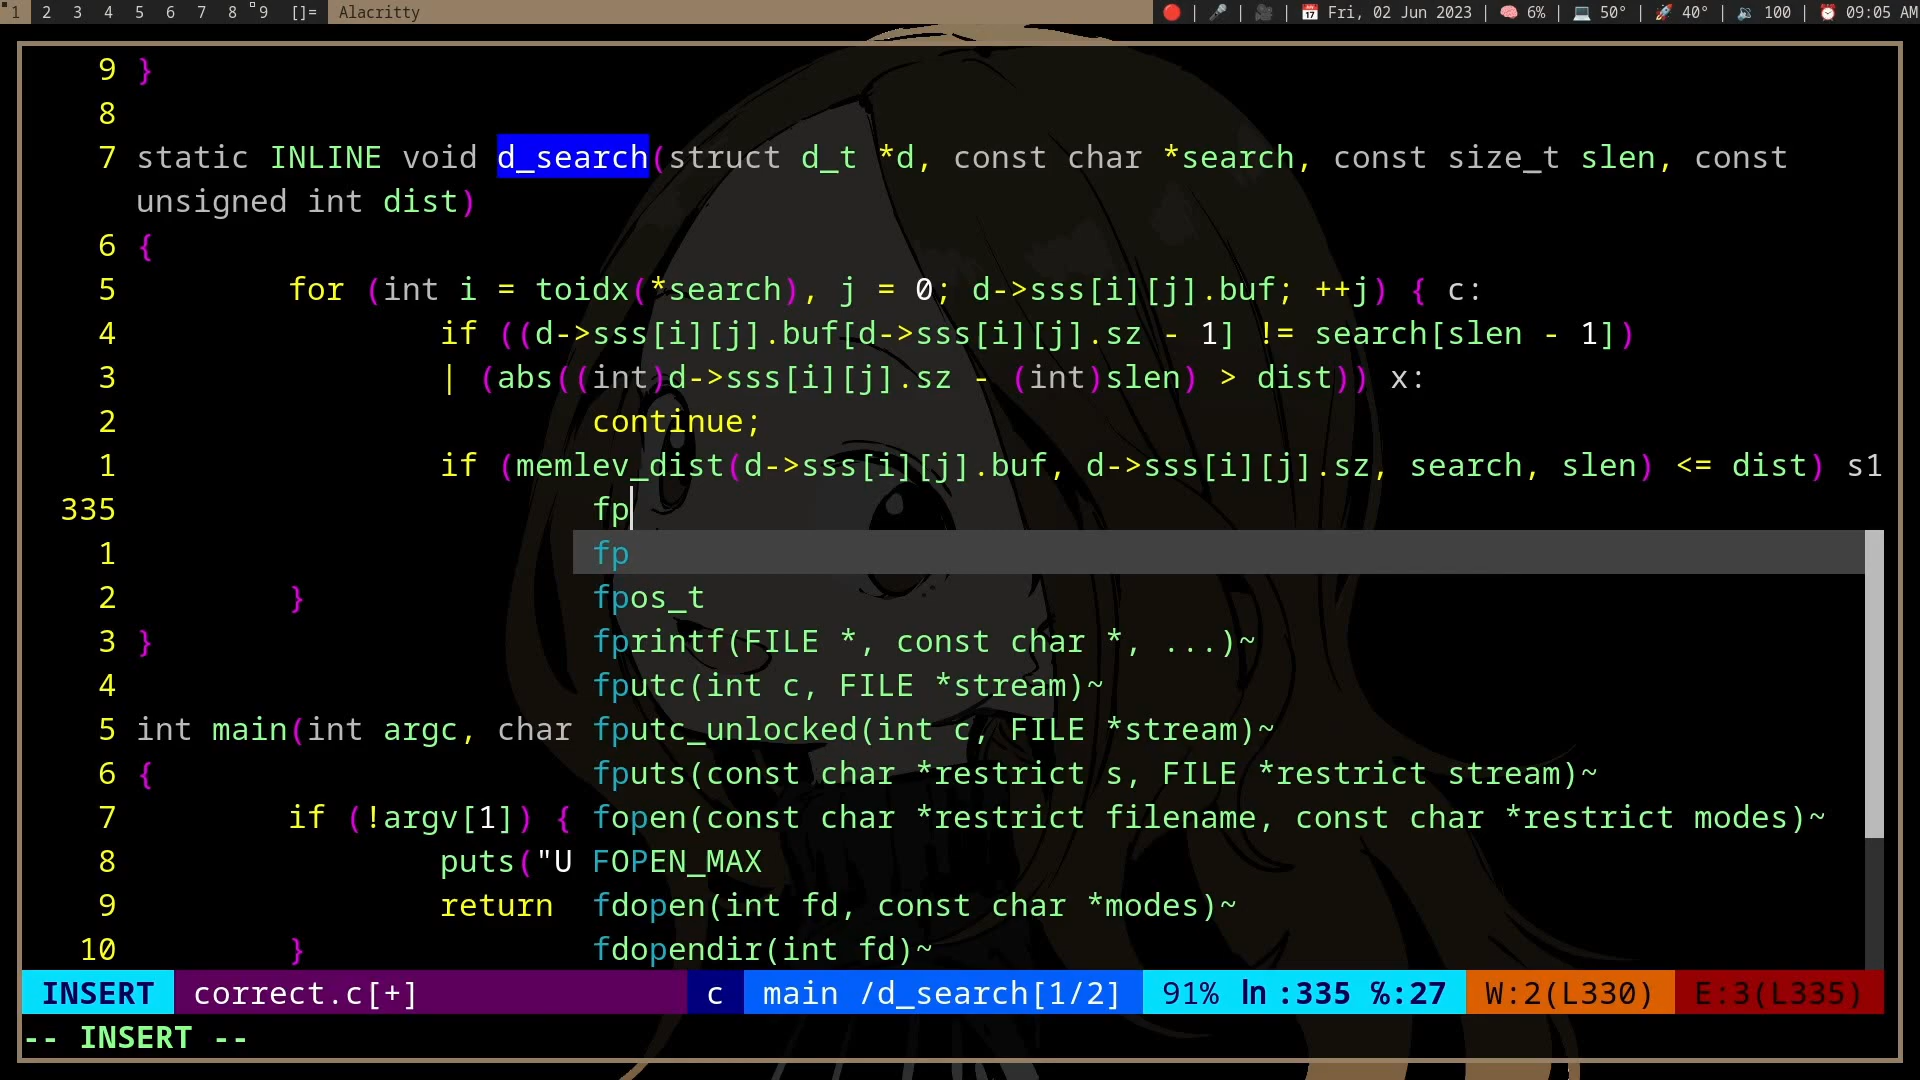 1 2 3 4 5 6 7 8 9 []= Alacritty | | | Fri, 02 Jun 2023 | 6% | 50° | 40° | 100 | 09:05 AM
9 }
8
7 static INLINE void d_search(struct d_t *d, const char *search, const size_t slen, const
unsigned int dist)
6 {
5 for (int i = toidx(*search), j = 0; d->sss[i][j].buf; ++j) { c:
4 if ((d->sss[i][j].buf[d->sss[i][j].sz - 1] != search[slen - 1])
3 | (abs((int)d->sss[i][j].sz - (int)slen) > dist)) x:
2 continue;
1 if (memlev_dist(d->sss[i][j].buf, d->sss[i][j].sz, search, slen) <= dist) s1
335 fp
1 fp
2 } fpos_t
3 } fprintf(FILE *, const char *, ...)~
4 fputc(int c, FILE *stream)~
5 int main(int argc, char fputc_unlocked(int c, FILE *stream)~
6 { fputs(const char *restrict s, FILE *restrict stream)~
7 if (!argv[1]) { fopen(const char *restrict filename, const char *restrict modes)~
8 puts("U FOPEN_MAX
9 return fdopen(int fd, const char *modes)~
10 } fdopendir(int fd)~
INSERT correct.c[+] c main /d_search[1/2] 91% ln :335 ℅:27 W:2(L330) E:3(L335)
-- INSERT --